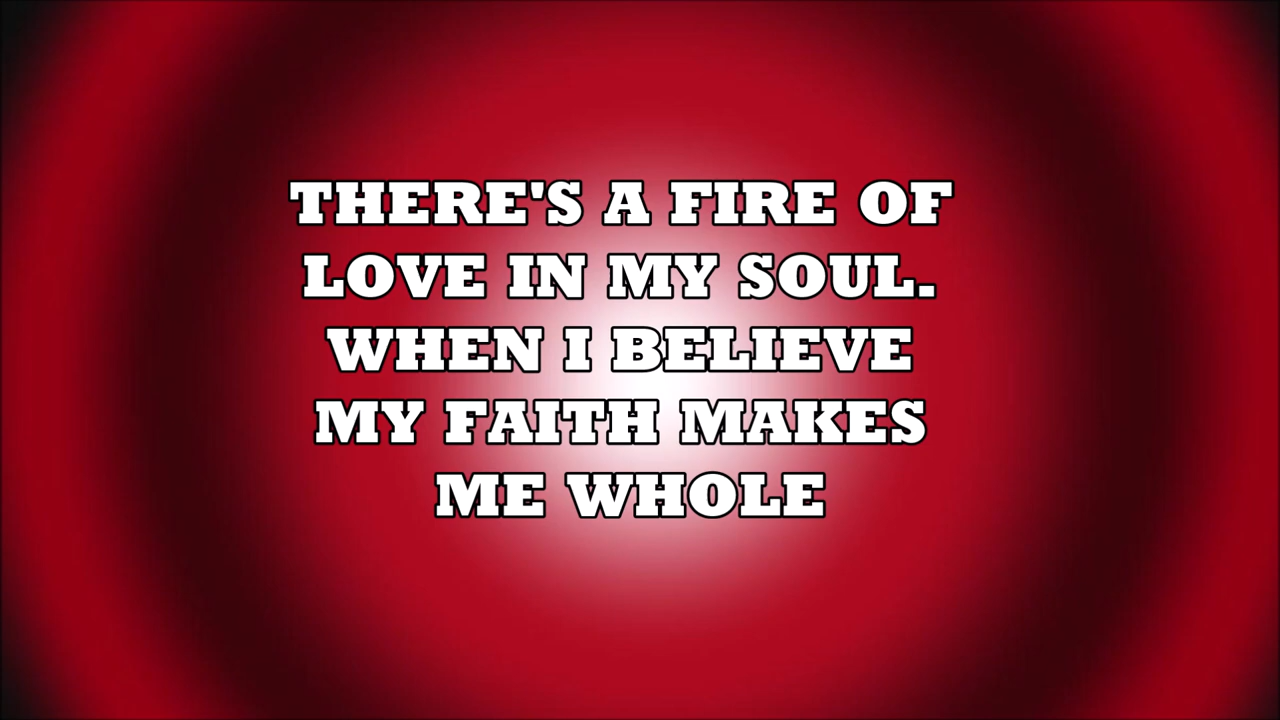 THERE'S A FIRE OF
LOVE IN MY SOUL.
WHEN I BELIEVE
MY FAITH MAKES
ME WHOLE